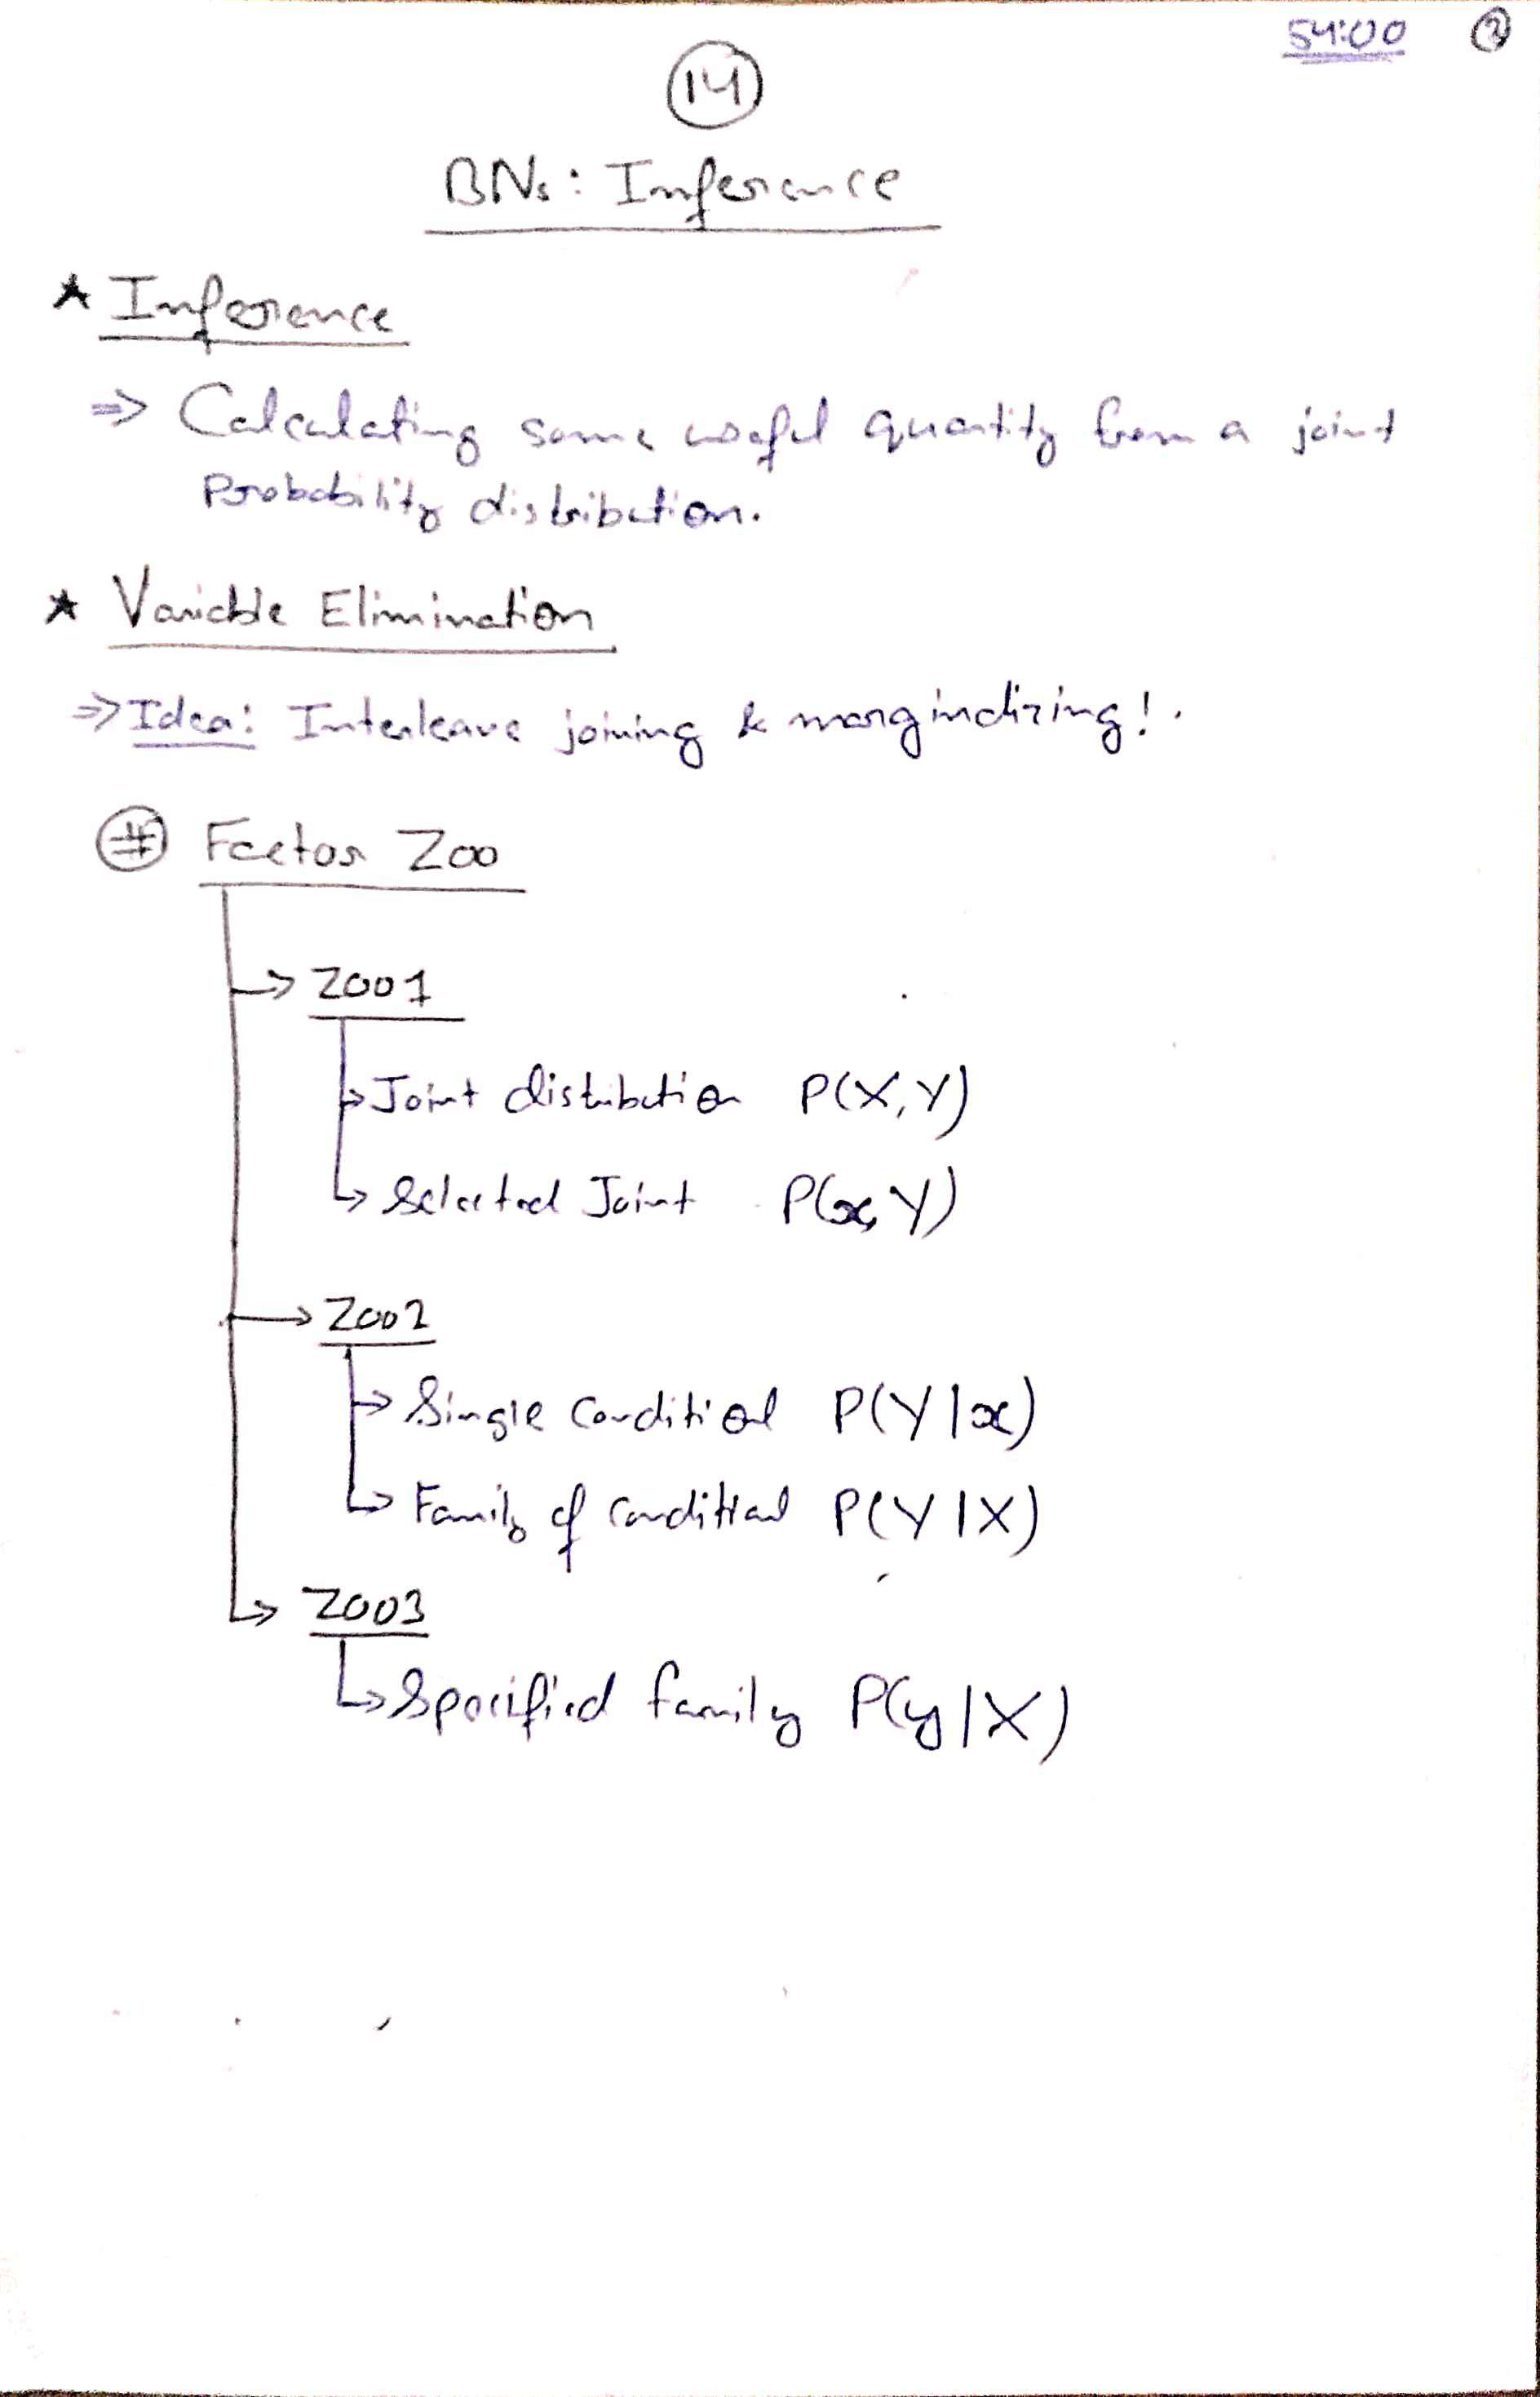 54:00
14
BNs: Inference
* Inference
=> Calculating some useful quantity from a joint
Probability distribution.
* Variable Elimination
=> Idea: Interleave joining & marginalizing!.
# Factor Zoo
-> Zoo1
-> Joint distribution P(X,Y)
-> Selected Joint P(x,Y)
-> Zoo2
-> Single Conditional P(Y|x)
-> Family of conditional P(Y|X)
-> Zoo3
-> Specified family P(y|X)